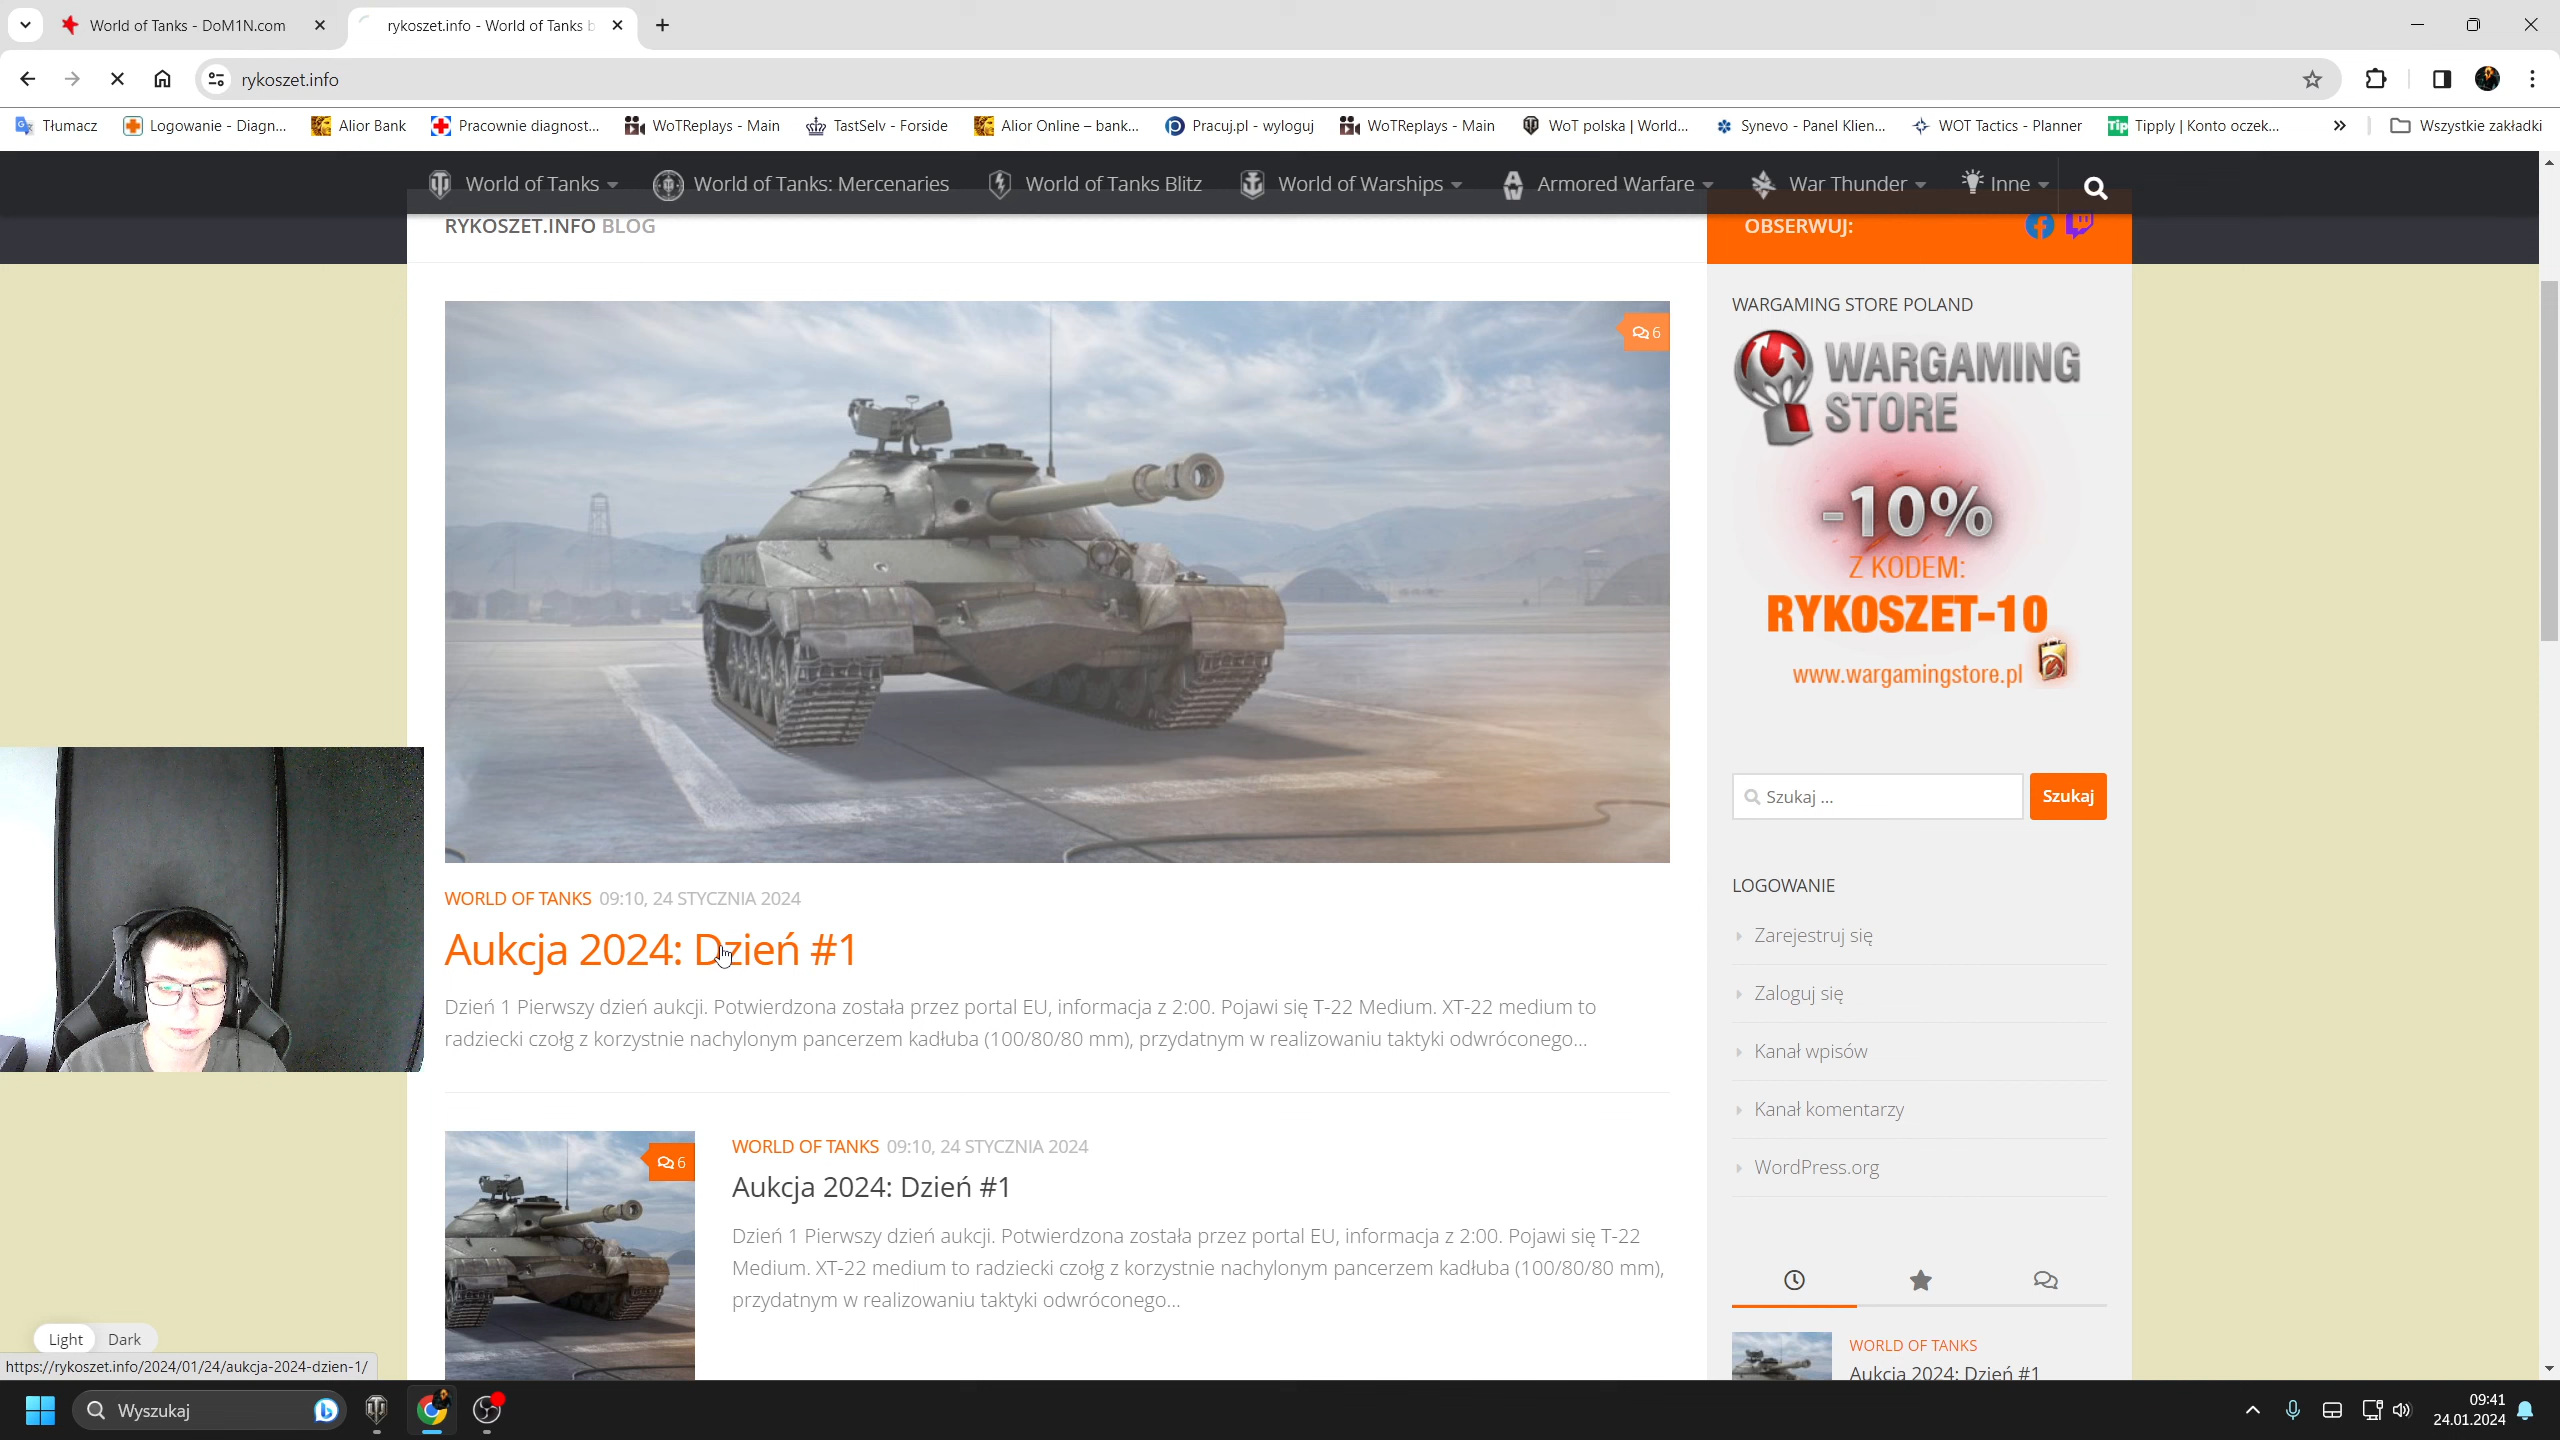 World of Tanks - DoM1N.com
rykoszet.info - World of Tanks b
rykoszet.info
Tłumacz
Logowanie - Diagn...
Alior Bank
Pracownie diagnost...
WoTReplays - Main
TastSelv - Forside
Alior Online – bank...
Pracuj.pl - wyloguj
WoTReplays - Main
WoT polska | World...
Synevo - Panel Klien...
WOT Tactics - Planner
Tip
Tipply | Konto oczek...
»
Wszystkie zakładki
World of Tanks
World of Tanks: Mercenaries
World of Tanks Blitz
World of Warships
Armored Warfare
War Thunder
Inne
RYKOSZET.INFO BLOG
OBSERWUJ:
6
WARGAMING STORE POLAND
WARGAMING
STORE
-10%
Z KODEM:
RYKOSZET-10
www.wargamingstore.pl
Szukaj ...
Szukaj
LOGOWANIE
Zarejestruj się
Zaloguj się
Kanał wpisów
Kanał komentarzy
WordPress.org
WORLD OF TANKS 09:10, 24 STYCZNIA 2024
Aukcja 2024: Dzień #1
Dzień 1 Pierwszy dzień aukcji. Potwierdzona została przez portal EU, informacja z 2:00. Pojawi się T-22 Medium. XT-22 medium to
radziecki czołg z korzystnie nachylonym pancerzem kadłuba (100/80/80 mm), przydatnym w realizowaniu taktyki odwróconego...
6
WORLD OF TANKS 09:10, 24 STYCZNIA 2024
Aukcja 2024: Dzień #1
Dzień 1 Pierwszy dzień aukcji. Potwierdzona została przez portal EU, informacja z 2:00. Pojawi się T-22
Medium. XT-22 medium to radziecki czołg z korzystnie nachylonym pancerzem kadłuba (100/80/80 mm),
przydatnym w realizowaniu taktyki odwróconego...
WORLD OF TANKS
Aukcja 2024: Dzień #1
Light Dark
https://rykoszet.info/2024/01/24/aukcja-2024-dzien-1/
Wyszukaj
09:41
24.01.2024